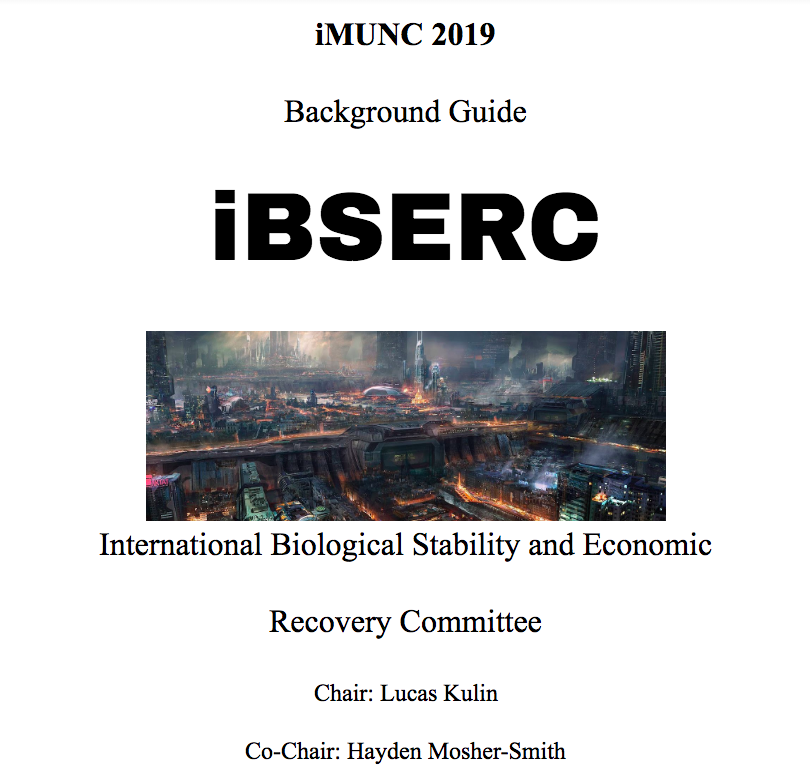 iMUNC 2019
Background Guide
iBSERC
International Biological Stability and Economic
Recovery Committee
Chair: Lucas Kulin
Co-Chair: Hayden Mosher-Smith